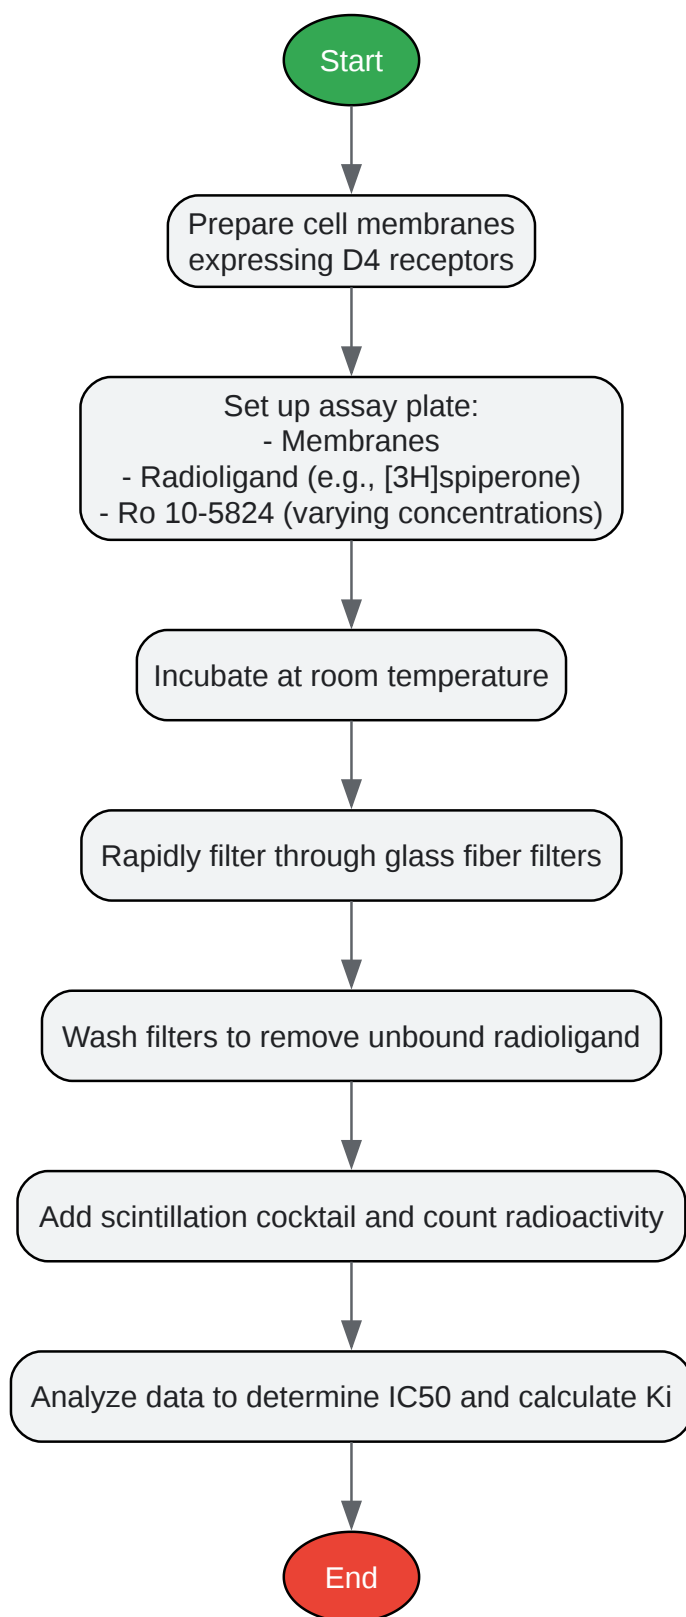 Start
Prepare cell membranes
expressing D4 receptors
Set up assay plate:
- Membranes
- Radioligand (e.g., [3H]spiperone)
- Ro 10-5824 (varying concentrations)
Incubate at room temperature
Rapidly filter through glass fiber filters
Wash filters to remove unbound radioligand
Add scintillation cocktail and count radioactivity
Analyze data to determine IC50 and calculate Ki
End